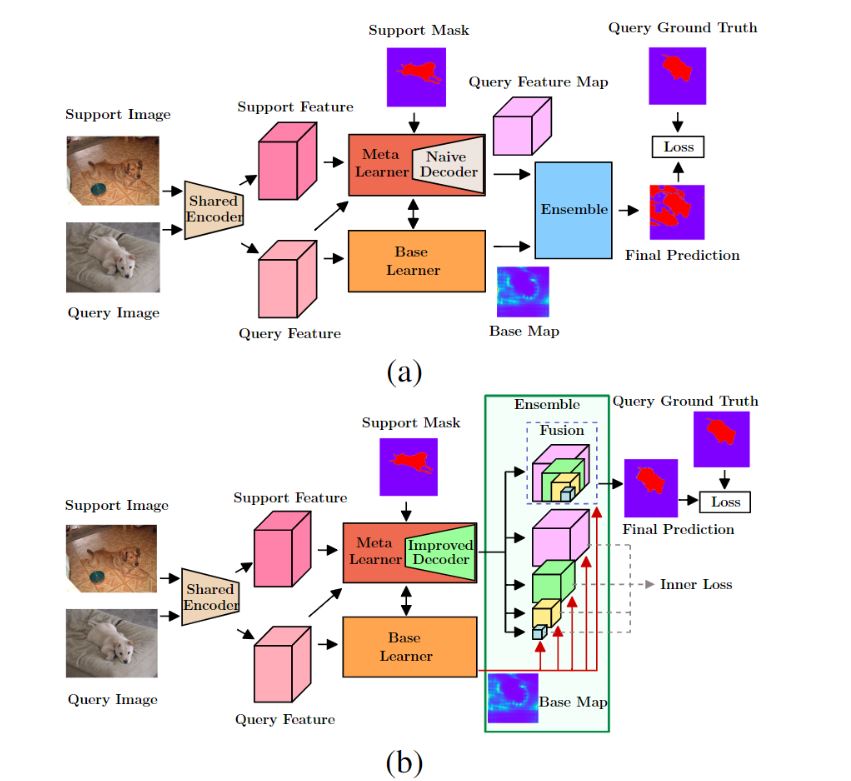 Support Mask
Query Ground Truth
Query Feature Map
Support Image
Support Feature
Meta
Learner
Naive
Decoder
Loss
Shared
Encoder
Ensemble
Query Image
Base
Learner
Final Prediction
Query Feature
Base Map
(a)
Ensemble
Query Ground Truth
Support Mask
Fusion
Support Image
Support Feature
Loss
Final Prediction
Meta
Learner
Improved
Decoder
Shared
Encoder
Inner Loss
Base
Learner
Query Image
Base Map
Query Feature
(b)